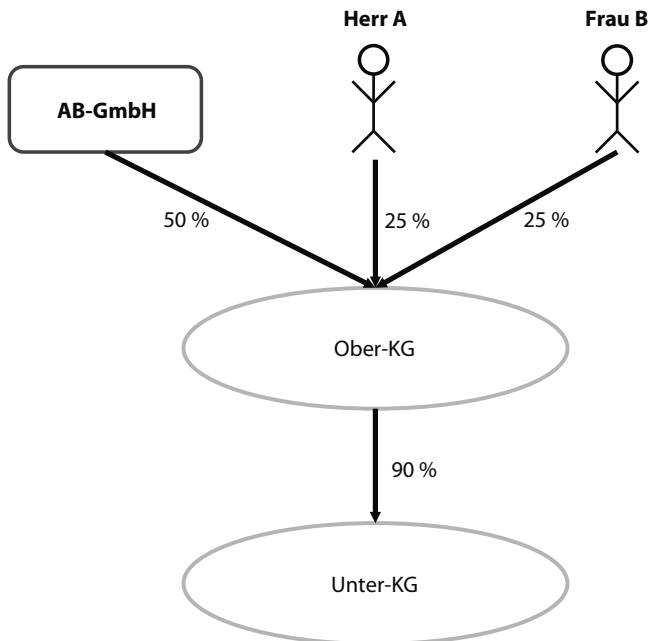 Herr A
Frau B
AB-GmbH
50 %
25 %
25 %
Ober-KG
90 %
Unter-KG